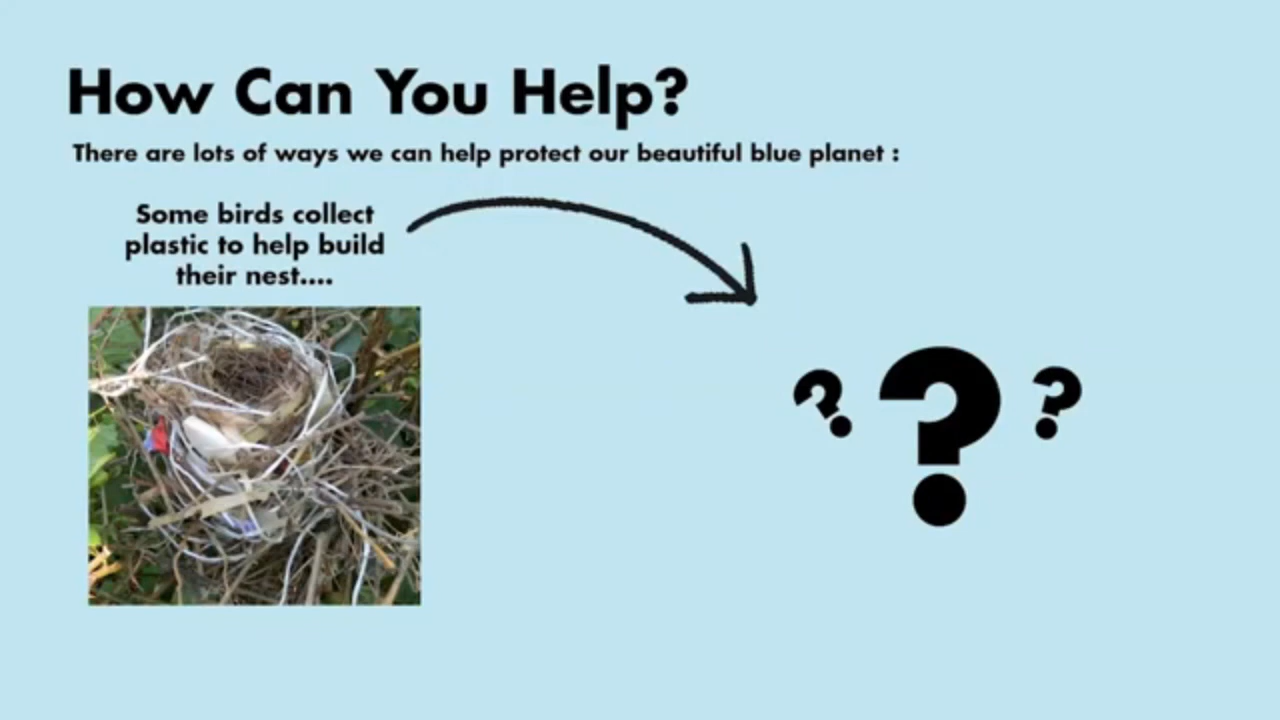 How Can You Help?
There are lots of ways we can help protect our beautiful blue planet :
Some birds collect
plastic to help build
their nest....
? ? ?